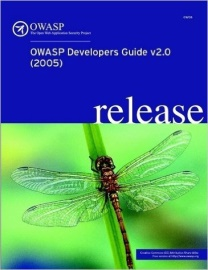 OWASP
The Open Web Application Security Project
OWASP Developers Guide v2.0
(2005)
release